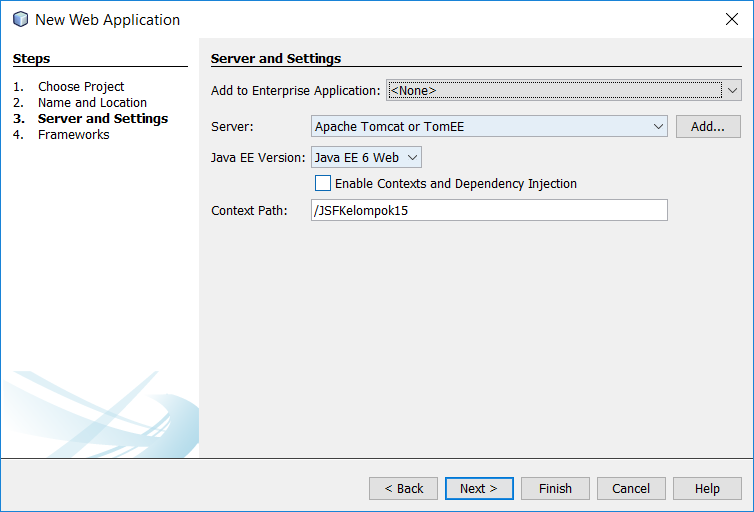 New Web Application
Steps
1. Choose Project
2. Name and Location
3. Server and Settings
4. Frameworks
Server and Settings
Add to Enterprise Application: <None>
Server: Apache Tomcat or TomEE Add...
Java EE Version: Java EE 6 Web
Enable Contexts and Dependency Injection
Context Path: /JSFKelompok15
< Back Next > Finish Cancel Help